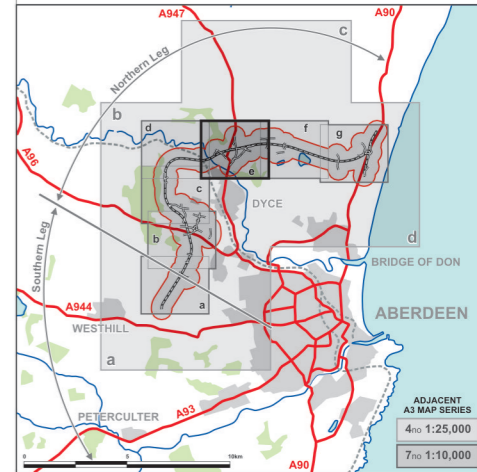 A947
A90
c
Northern Leg
b
d
f
g
A96
e
DYCE
c
d
b
BRIDGE OF DON
Southern Leg
A944
a
ABERDEEN
WESTHILL
a
ADJACENT
A3 MAP SERIES
4no 1:25,000
7no 1:10,000
PETERCULTER
A93
0 5 10km
A90